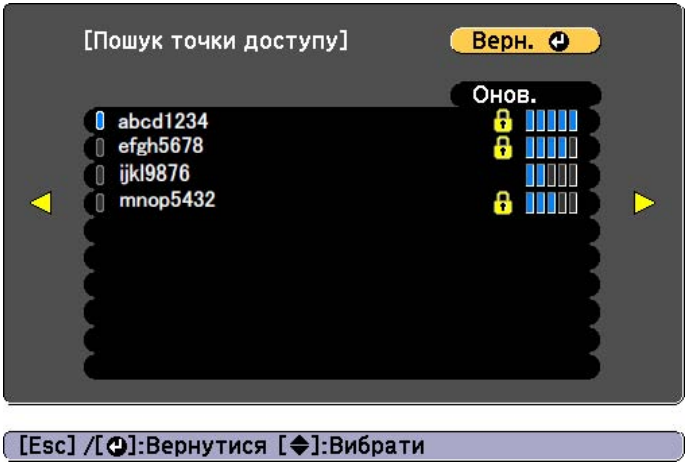 [Пошук точки доступу]
Верн.
Онов.
abcd1234
efgh5678
ijkl9876
mnop5432
[Esc] /[⏎]:Вернутися [◆]:Вибрати